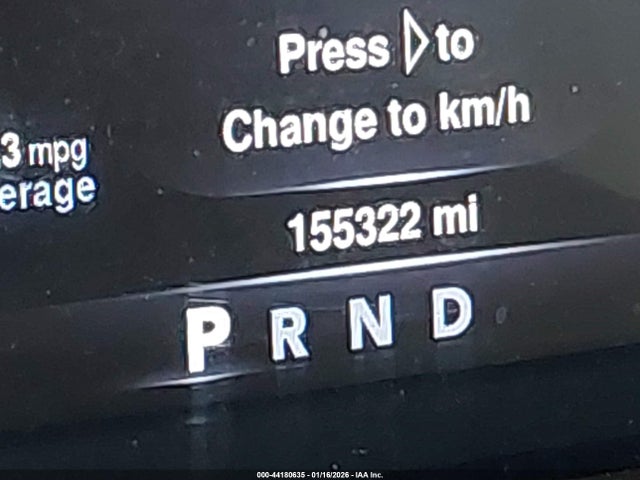 Press ▷ to
Change to km/h
3 mpg
erage
155322 mi
P R N D
000-44180635 - 01/16/2026 - IAA Inc.